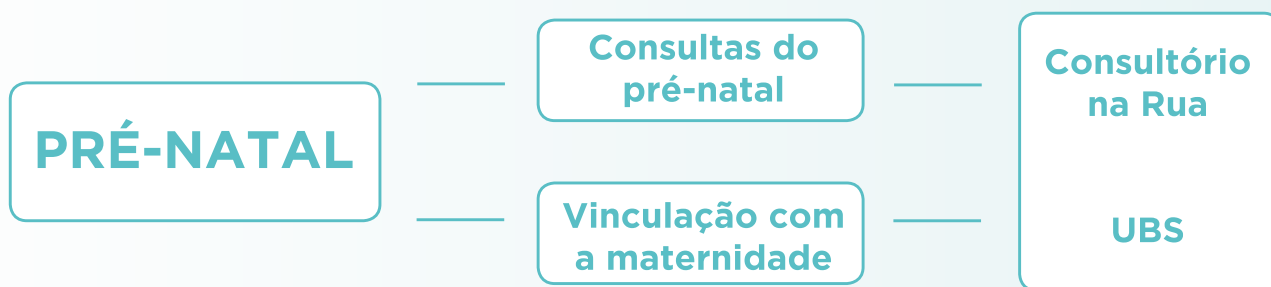 PRÉ-NATAL
Consultas do
pré-natal
Vinculação com
a maternidade
Consultório
na Rua
UBS